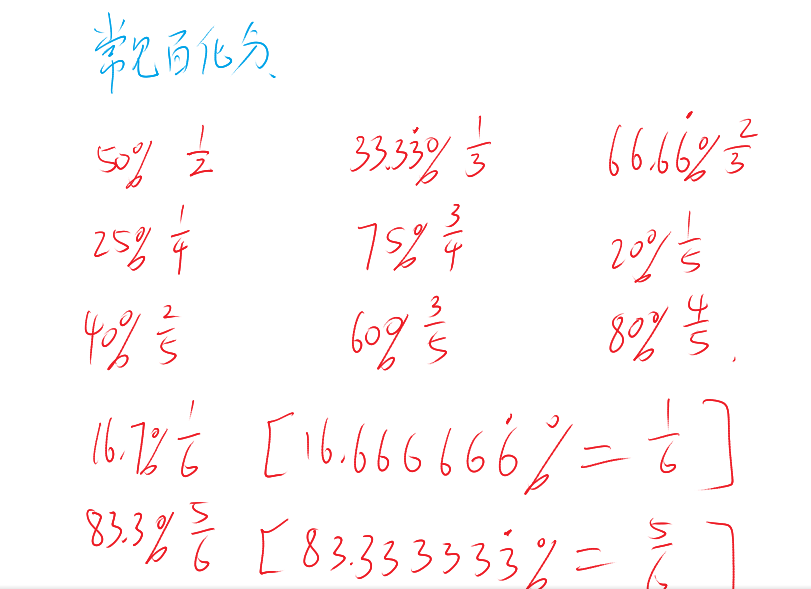 常见百化分、
50% 1/2 33.33̇% 1/3 66.66̇% 2/3
25% 1/4 75% 3/4 20% 1/5
40% 2/5 60% 3/5 80% 4/5.
16.7% 1/6 [16.666666̇% = 1/6]
83.3% 5/6 [83.333333̇% = 5/6]